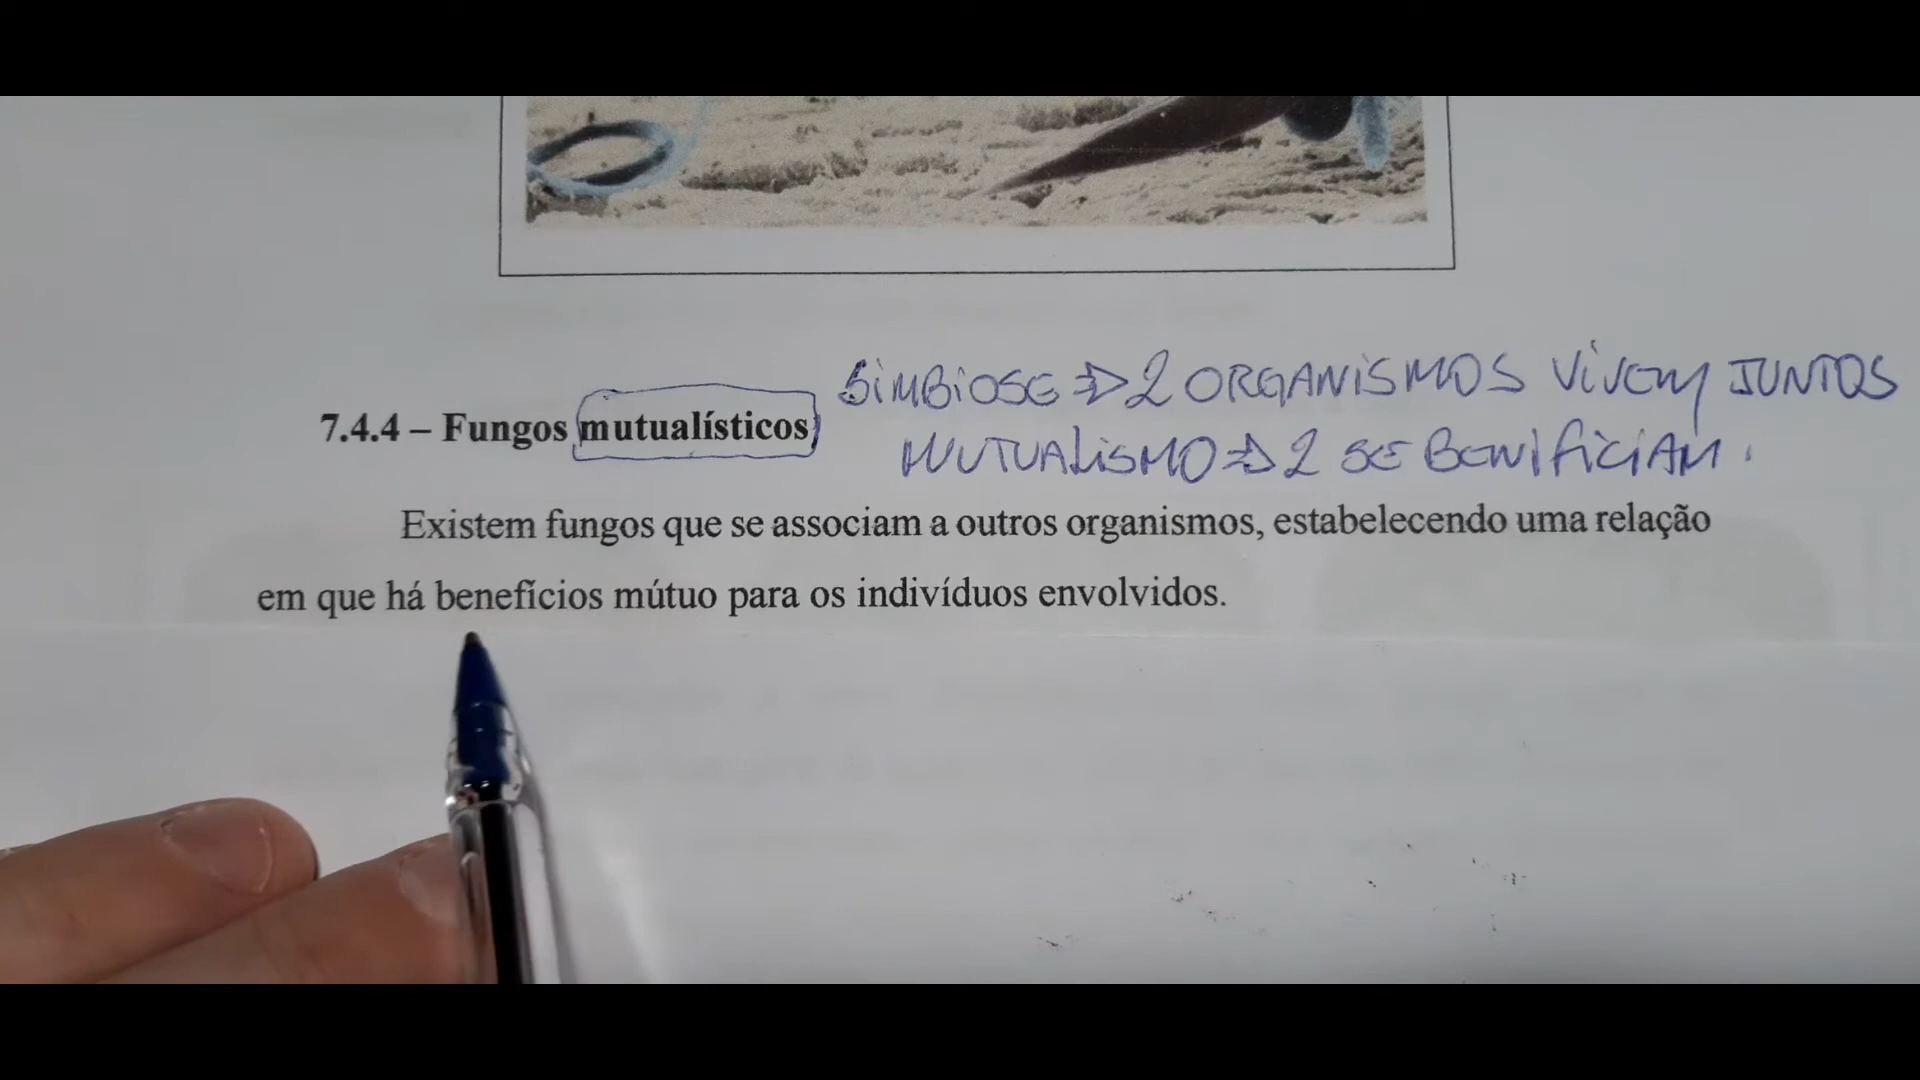 SIMBIOSE ⇒ 2 ORGANISMOS VIVEM JUNTOS
7.4.4 – Fungos mutualísticos
MUTUALISMO ⇒ 2 SE BENIFICIAM.
Existem fungos que se associam a outros organismos, estabelecendo uma relação
em que há benefícios mútuo para os indivíduos envolvidos.